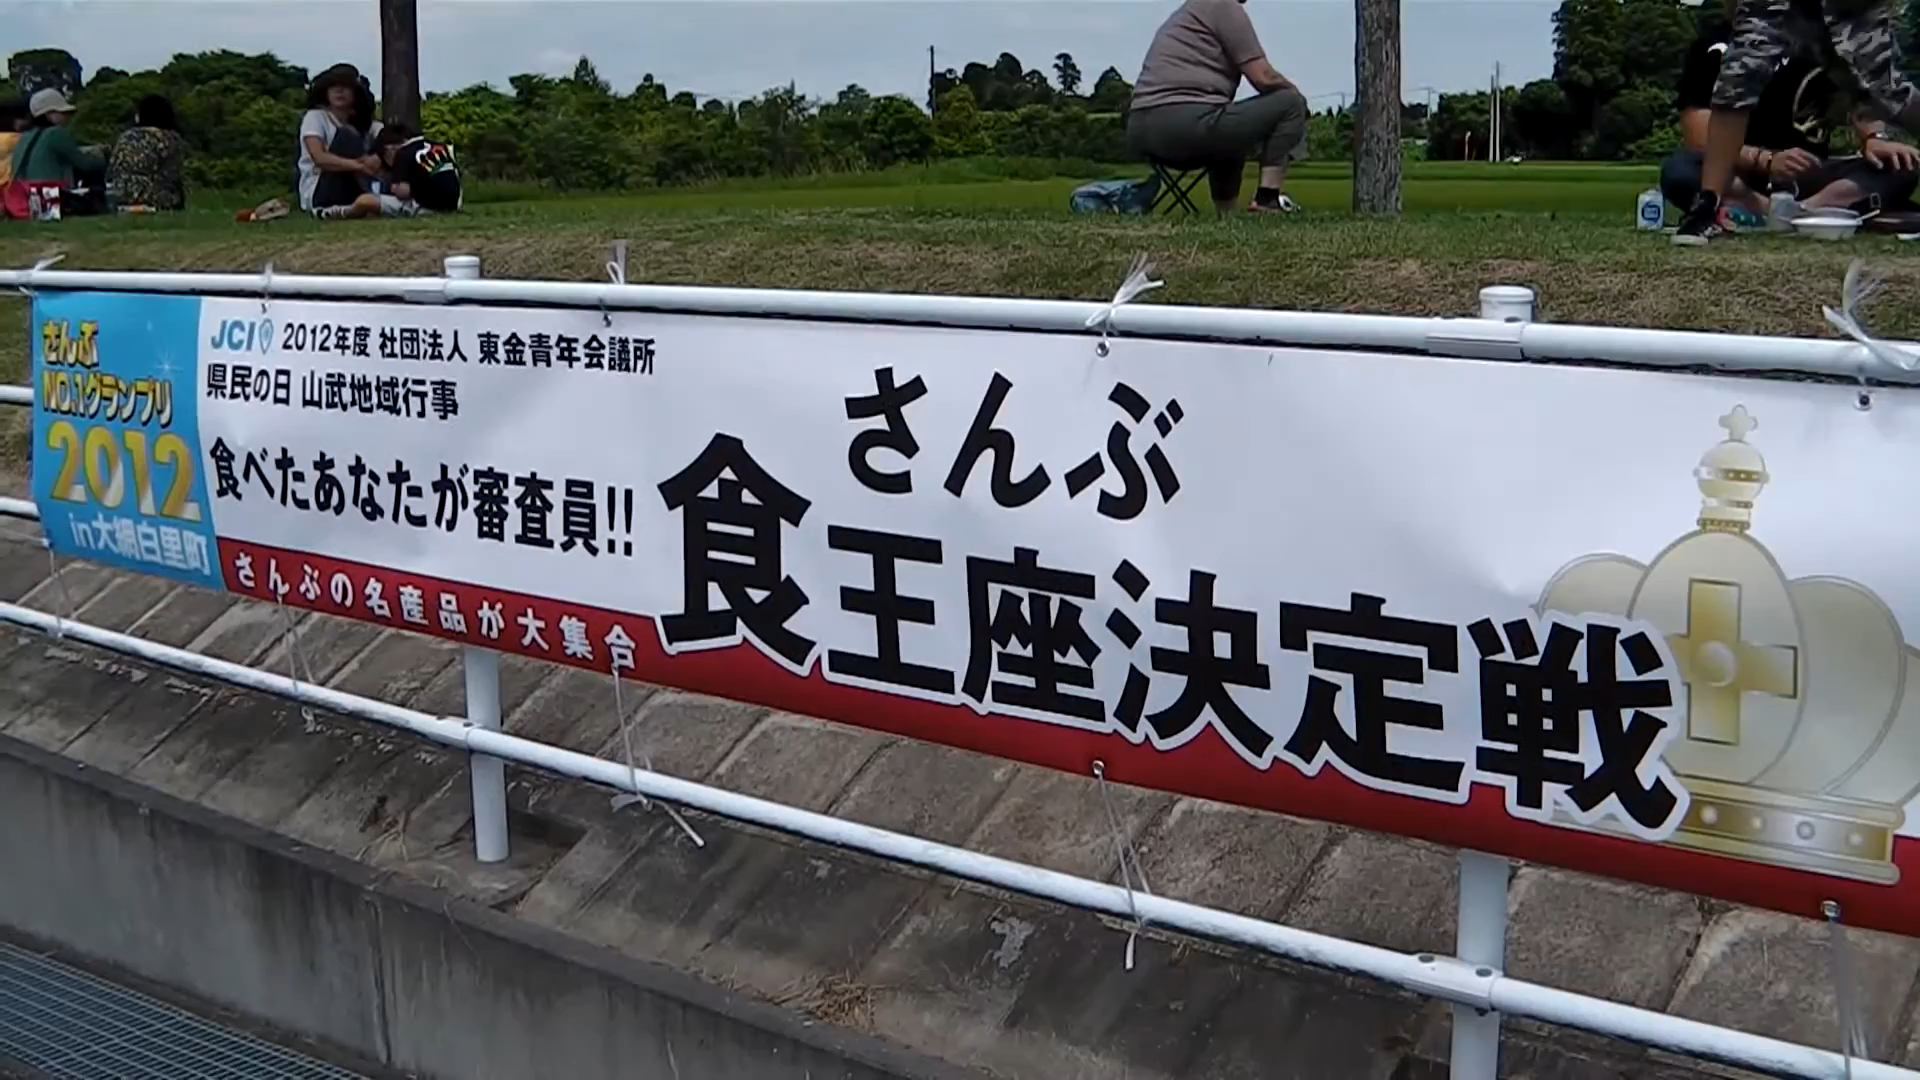 さんぶ
NO.1グランプリ
2012
in大網白里町
JCI 2012年度 社団法人 東金青年会議所
県民の日 山武地域行事
食べたあなたが審査員!!
さんぶの名産品が大集合
さんぶ
食王座決定戦